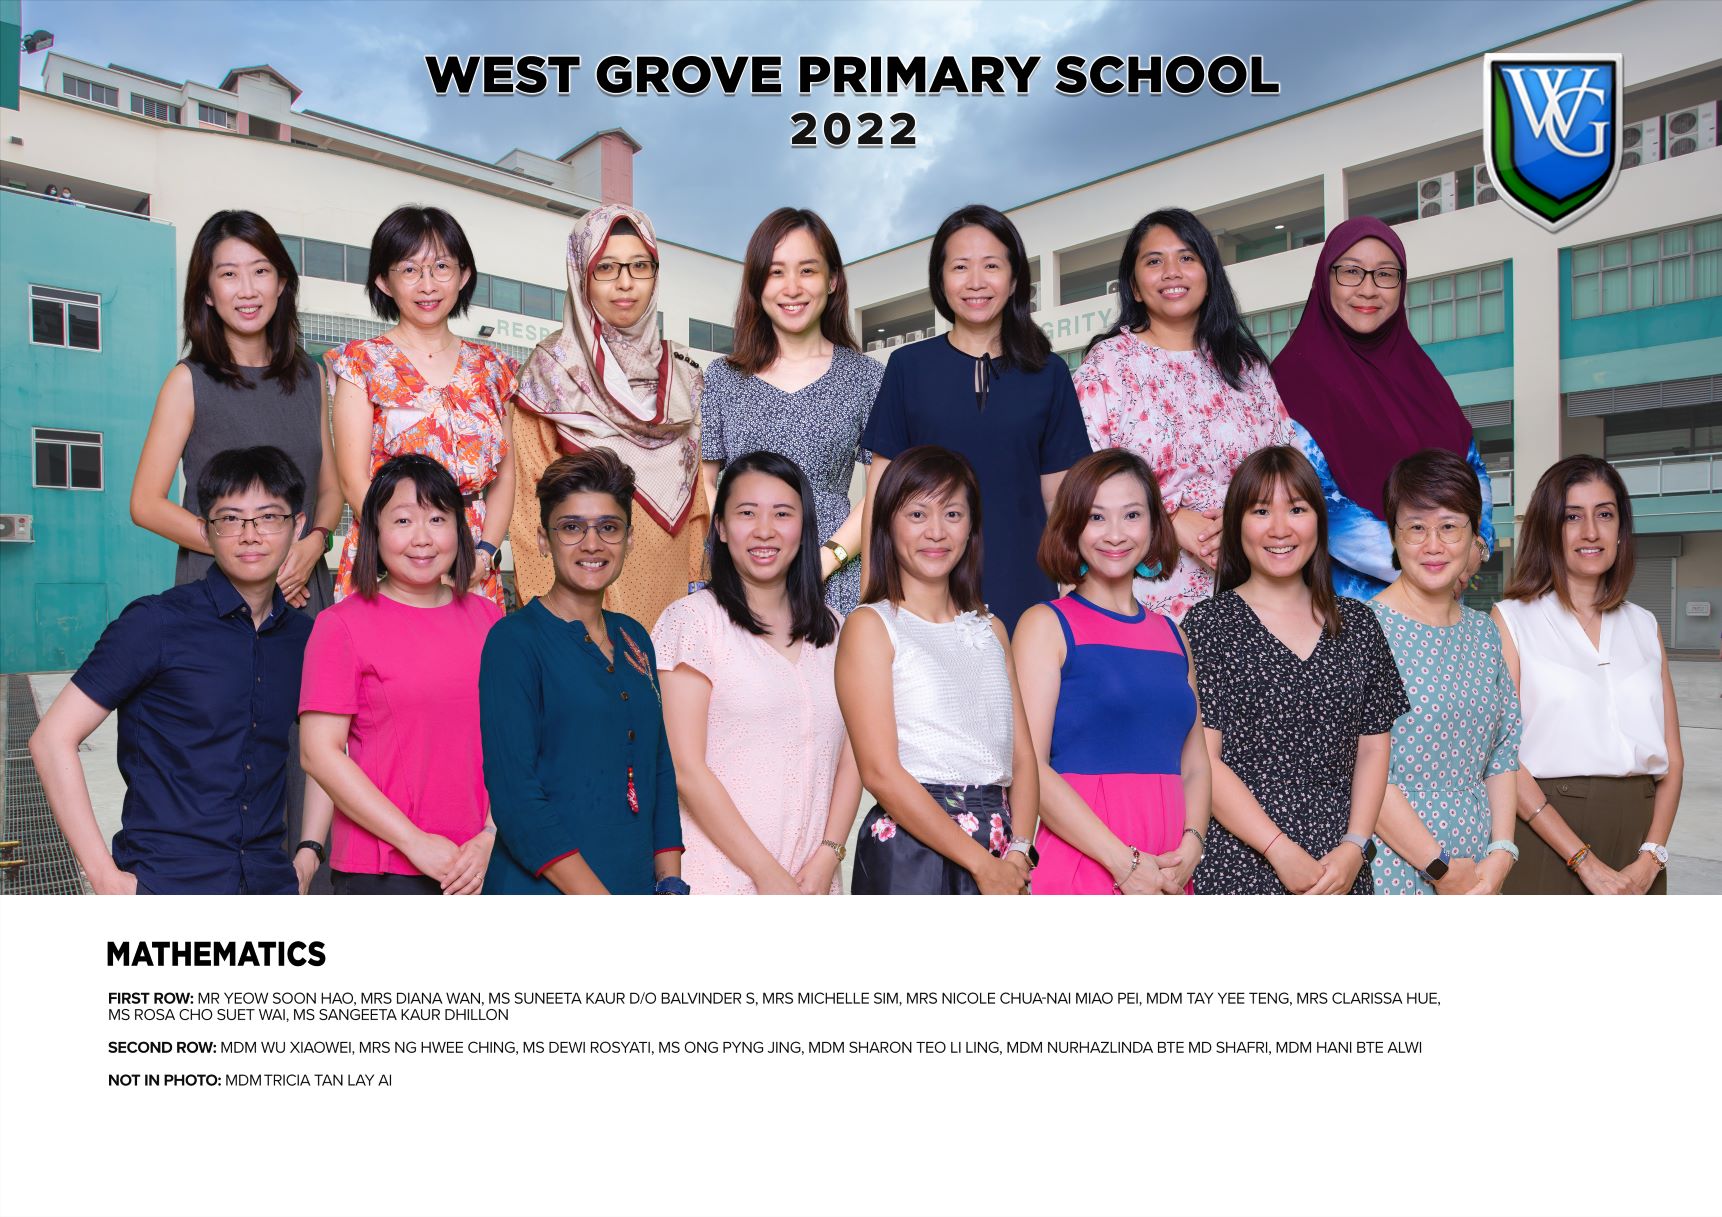 WEST GROVE PRIMARY SCHOOL
2022
WG
RESP
GRITY
MATHEMATICS
FIRST ROW: MR YEOW SOON HAO, MRS DIANA WAN, MS SUNEETA KAUR D/O BALVINDER S, MRS MICHELLE SIM, MRS NICOLE CHUA-NAI MIAO PEI, MDM TAY YEE TENG, MRS CLARISSA HUE,
MS ROSA CHO SUET WAI, MS SANGEETA KAUR DHILLON
SECOND ROW: MDM WU XIAOWEI, MRS NG HWEE CHING, MS DEWI ROSYATI, MS ONG PYNG JING, MDM SHARON TEO LI LING, MDM NURHAZLINDA BTE MD SHAFRI, MDM HANI BTE ALWI
NOT IN PHOTO: MDM TRICIA TAN LAY AI